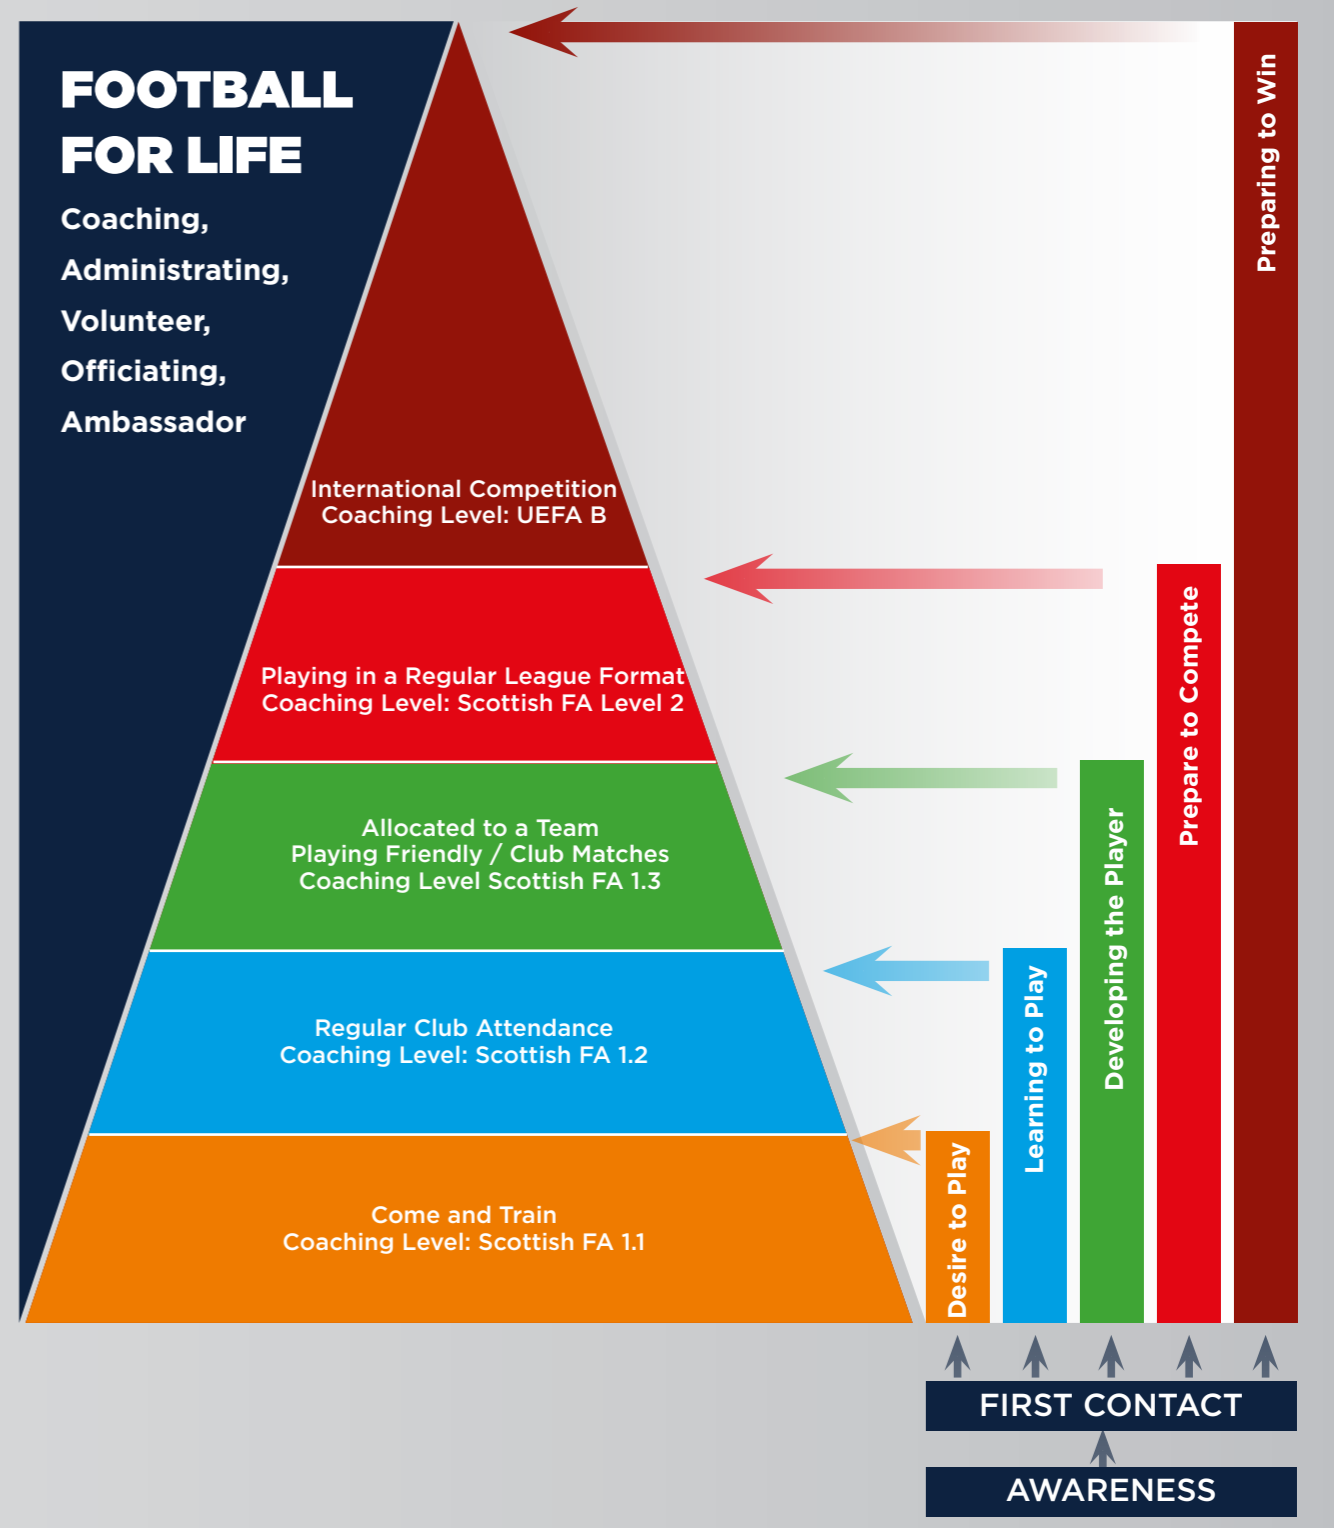 FOOTBALL
FOR LIFE
Coaching,
Administrating,
Volunteer,
Officiating,
Ambassador
International Competition
Coaching Level: UEFA B
Playing in a Regular League Format
Coaching Level: Scottish FA Level 2
Allocated to a Team
Playing Friendly / Club Matches
Coaching Level Scottish FA 1.3
Regular Club Attendance
Coaching Level: Scottish FA 1.2
Come and Train
Coaching Level: Scottish FA 1.1
Desire to Play
Learning to Play
Developing the Player
Prepare to Compete
Preparing to Win
FIRST CONTACT
AWARENESS